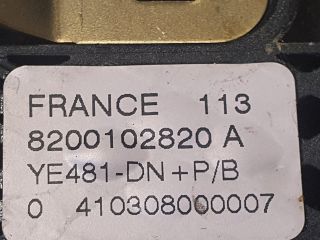 FRANCE 113
8200102820 A
YE481-DN+P/B
0 410308000007